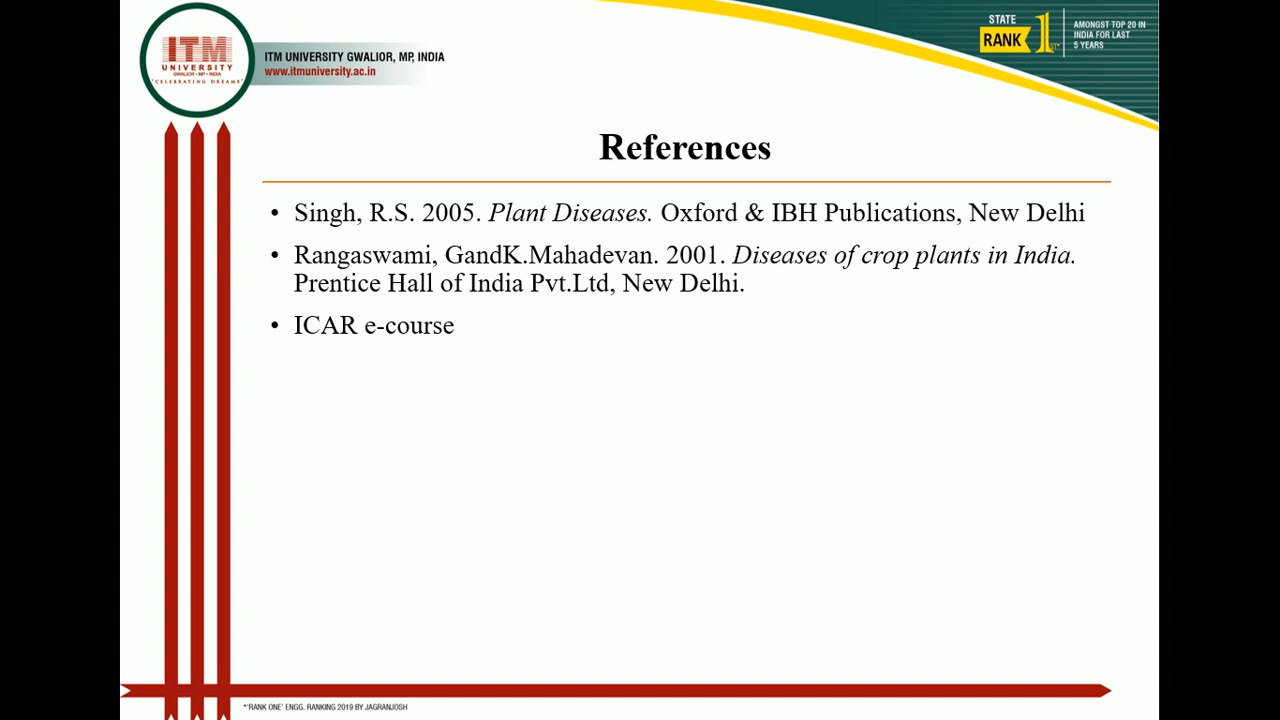 ITM
UNIVERSITY
GWALIOR • MP • INDIA
"CELEBRATING DREAMS"
ITM UNIVERSITY GWALIOR, MP, INDIA
www.itmuniversity.ac.in
STATE
RANK 1ST*
AMONGST TOP 20 IN
INDIA FOR LAST
5 YEARS
References
• Singh, R.S. 2005. Plant Diseases. Oxford & IBH Publications, New Delhi
• Rangaswami, GandK.Mahadevan. 2001. Diseases of crop plants in India.
Prentice Hall of India Pvt.Ltd, New Delhi.
• ICAR e-course
*'RANK ONE' ENGG. RANKING 2019 BY JAGRANJOSH